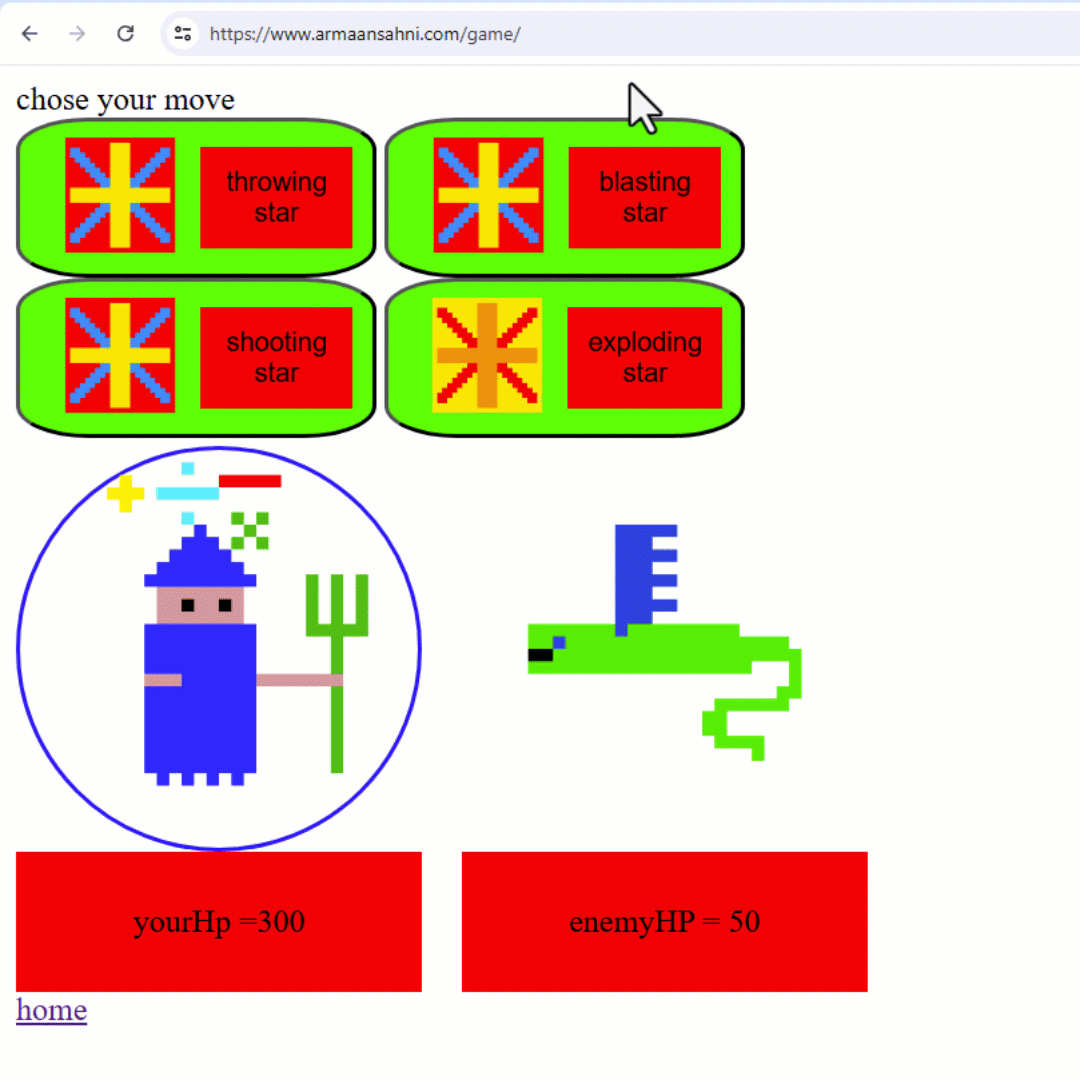 https://www.armaansahni.com/game/
chose your move
throwing
star
blasting
star
shooting
star
exploding
star
yourHp =300
enemyHP = 50
home